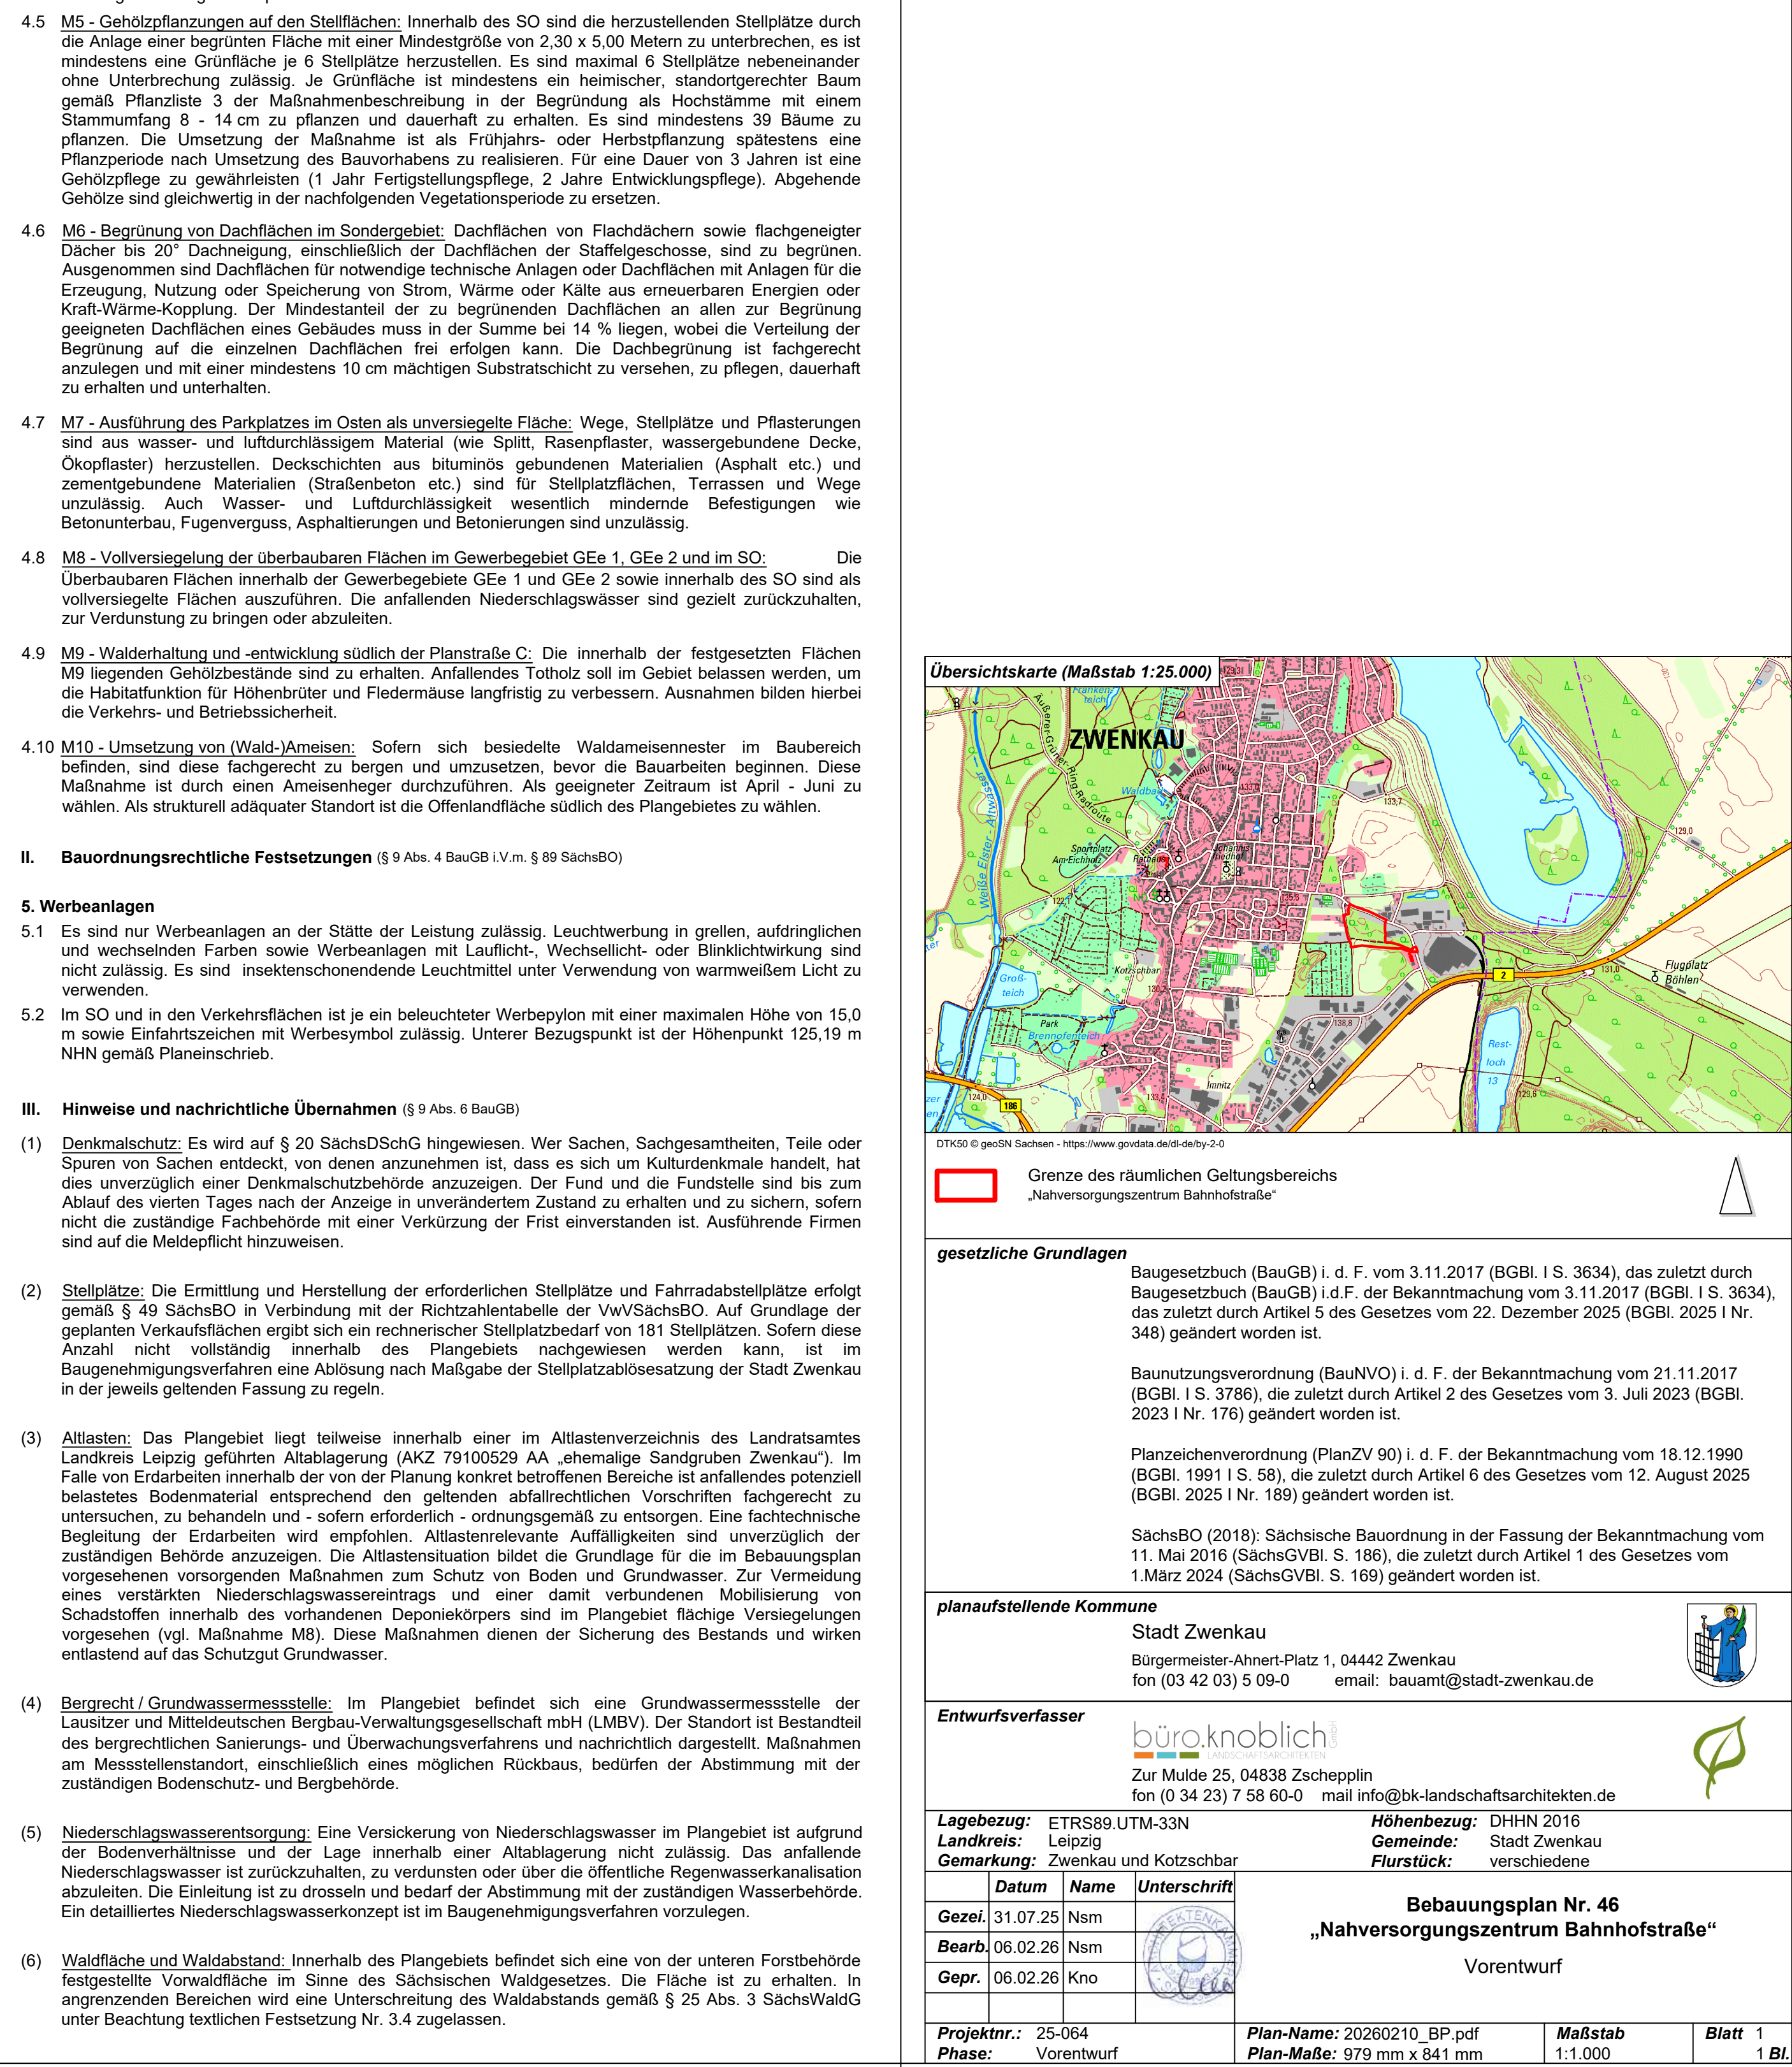 4.5 M5 - Gehölzpflanzungen auf den Stellflächen: Innerhalb des SO sind die herzustellenden Stellplätze durch
die Anlage einer begrünten Fläche mit einer Mindestgröße von 2,30 x 5,00 Metern zu unterbrechen, es ist
mindestens eine Grünfläche je 6 Stellplätze herzustellen. Es sind maximal 6 Stellplätze nebeneinander
ohne Unterbrechung zulässig. Je Grünfläche ist mindestens ein heimischer, standortgerechter Baum
gemäß Pflanzliste 3 der Maßnahmenbeschreibung in der Begründung als Hochstämme mit einem
Stammumfang 8 - 14 cm zu pflanzen und dauerhaft zu erhalten. Es sind mindestens 39 Bäume zu
pflanzen. Die Umsetzung der Maßnahme ist als Frühjahrs- oder Herbstpflanzung spätestens eine
Pflanzperiode nach Umsetzung des Bauvorhabens zu realisieren. Für eine Dauer von 3 Jahren ist eine
Gehölzpflege zu gewährleisten (1 Jahr Fertigstellungspflege, 2 Jahre Entwicklungspflege). Abgehende
Gehölze sind gleichwertig in der nachfolgenden Vegetationsperiode zu ersetzen.
4.6 M6 - Begrünung von Dachflächen im Sondergebiet: Dachflächen von Flachdächern sowie flachgeneigter
Dächer bis 20° Dachneigung, einschließlich der Dachflächen der Staffelgeschosse, sind zu begrünen.
Ausgenommen sind Dachflächen für notwendige technische Anlagen oder Dachflächen mit Anlagen für die
Erzeugung, Nutzung oder Speicherung von Strom, Wärme oder Kälte aus erneuerbaren Energien oder
Kraft-Wärme-Kopplung. Der Mindestanteil der zu begrünenden Dachflächen an allen zur Begrünung
geeigneten Dachflächen eines Gebäudes muss in der Summe bei 14 % liegen, wobei die Verteilung der
Begrünung auf die einzelnen Dachflächen frei erfolgen kann. Die Dachbegrünung ist fachgerecht
anzulegen und mit einer mindestens 10 cm mächtigen Substratschicht zu versehen, zu pflegen, dauerhaft
zu erhalten und unterhalten.
4.7 M7 - Ausführung des Parkplatzes im Osten als unversiegelte Fläche: Wege, Stellplätze und Pflasterungen
sind aus wasser- und luftdurchlässigem Material (wie Splitt, Rasenpflaster, wassergebundene Decke,
Ökopflaster) herzustellen. Deckschichten aus bituminös gebundenen Materialien (Asphalt etc.) und
zementgebundene Materialien (Straßenbeton etc.) sind für Stellplatzflächen, Terrassen und Wege
unzulässig. Auch Wasser- und Luftdurchlässigkeit wesentlich mindernde Befestigungen wie
Betonunterbau, Fugenverguss, Asphaltierungen und Betonierungen sind unzulässig.
4.8 M8 - Vollversiegelung der überbaubaren Flächen im Gewerbegebiet GEe 1, GEe 2 und im SO: Die
Überbaubaren Flächen innerhalb der Gewerbegebiete GEe 1 und GEe 2 sowie innerhalb des SO sind als
vollversiegelte Flächen auszuführen. Die anfallenden Niederschlagswässer sind gezielt zurückzuhalten,
zur Verdunstung zu bringen oder abzuleiten.
4.9 M9 - Walderhaltung und -entwicklung südlich der Planstraße C: Die innerhalb der festgesetzten Flächen
M9 liegenden Gehölzbestände sind zu erhalten. Anfallendes Totholz soll im Gebiet belassen werden, um
die Habitatfunktion für Höhenbrüter und Fledermäuse langfristig zu verbessern. Ausnahmen bilden hierbei
die Verkehrs- und Betriebssicherheit.
4.10 M10 - Umsetzung von (Wald-)Ameisen: Sofern sich besiedelte Waldameisennester im Baubereich
befinden, sind diese fachgerecht zu bergen und umzusetzen, bevor die Bauarbeiten beginnen. Diese
Maßnahme ist durch einen Ameisenheger durchzuführen. Als geeigneter Zeitraum ist April - Juni zu
wählen. Als strukturell adäquater Standort ist die Offenlandfläche südlich des Plangebietes zu wählen.
II. Bauordnungsrechtliche Festsetzungen (§ 9 Abs. 4 BauGB i.V.m. § 89 SächsBO)
5. Werbeanlagen
5.1 Es sind nur Werbeanlagen an der Stätte der Leistung zulässig. Leuchtwerbung in grellen, aufdringlichen
und wechselnden Farben sowie Werbeanlagen mit Lauflicht-, Wechsellicht- oder Blinklichtwirkung sind
nicht zulässig. Es sind insektenschonendende Leuchtmittel unter Verwendung von warmweißem Licht zu
verwenden.
5.2 Im SO und in den Verkehrsflächen ist je ein beleuchteter Werbepylon mit einer maximalen Höhe von 15,0
m sowie Einfahrtszeichen mit Werbesymbol zulässig. Unterer Bezugspunkt ist der Höhenpunkt 125,19 m
NHN gemäß Planeinschrieb.
III. Hinweise und nachrichtliche Übernahmen (§ 9 Abs. 6 BauGB)
(1) Denkmalschutz: Es wird auf § 20 SächsDSchG hingewiesen. Wer Sachen, Sachgesamtheiten, Teile oder
Spuren von Sachen entdeckt, von denen anzunehmen ist, dass es sich um Kulturdenkmale handelt, hat
dies unverzüglich einer Denkmalschutzbehörde anzuzeigen. Der Fund und die Fundstelle sind bis zum
Ablauf des vierten Tages nach der Anzeige in unverändertem Zustand zu erhalten und zu sichern, sofern
nicht die zuständige Fachbehörde mit einer Verkürzung der Frist einverstanden ist. Ausführende Firmen
sind auf die Meldepflicht hinzuweisen.
(2) Stellplätze: Die Ermittlung und Herstellung der erforderlichen Stellplätze und Fahrradabstellplätze erfolgt
gemäß § 49 SächsBO in Verbindung mit der Richtzahlentabelle der VwVSächsBO. Auf Grundlage der
geplanten Verkaufsflächen ergibt sich ein rechnerischer Stellplatzbedarf von 181 Stellplätzen. Sofern diese
Anzahl nicht vollständig innerhalb des Plangebiets nachgewiesen werden kann, ist im
Baugenehmigungsverfahren eine Ablösung nach Maßgabe der Stellplatzablösesatzung der Stadt Zwenkau
in der jeweils geltenden Fassung zu regeln.
(3) Altlasten: Das Plangebiet liegt teilweise innerhalb einer im Altlastenverzeichnis des Landratsamtes
Landkreis Leipzig geführten Altablagerung (AKZ 79100529 AA „ehemalige Sandgruben Zwenkau“). Im
Falle von Erdarbeiten innerhalb der von der Planung konkret betroffenen Bereiche ist anfallendes potenziell
belastetes Bodenmaterial entsprechend den geltenden abfallrechtlichen Vorschriften fachgerecht zu
untersuchen, zu behandeln und - sofern erforderlich - ordnungsgemäß zu entsorgen. Eine fachtechnische
Begleitung der Erdarbeiten wird empfohlen. Altlastenrelevante Auffälligkeiten sind unverzüglich der
zuständigen Behörde anzuzeigen. Die Altlastensituation bildet die Grundlage für die im Bebauungsplan
vorgesehenen vorsorgenden Maßnahmen zum Schutz von Boden und Grundwasser. Zur Vermeidung
eines verstärkten Niederschlagswassereintrags und einer damit verbundenen Mobilisierung von
Schadstoffen innerhalb des vorhandenen Deponiekörpers sind im Plangebiet flächige Versiegelungen
vorgesehen (vgl. Maßnahme M8). Diese Maßnahmen dienen der Sicherung des Bestands und wirken
entlastend auf das Schutzgut Grundwasser.
(4) Bergrecht / Grundwassermessstelle: Im Plangebiet befindet sich eine Grundwassermessstelle der
Lausitzer und Mitteldeutschen Bergbau-Verwaltungsgesellschaft mbH (LMBV). Der Standort ist Bestandteil
des bergrechtlichen Sanierungs- und Überwachungsverfahrens und nachrichtlich dargestellt. Maßnahmen
am Messstellenstandort, einschließlich eines möglichen Rückbaus, bedürfen der Abstimmung mit der
zuständigen Bodenschutz- und Bergbehörde.
(5) Niederschlagswasserentsorgung: Eine Versickerung von Niederschlagswasser im Plangebiet ist aufgrund
der Bodenverhältnisse und der Lage innerhalb einer Altablagerung nicht zulässig. Das anfallende
Niederschlagswasser ist zurückzuhalten, zu verdunsten oder über die öffentliche Regenwasserkanalisation
abzuleiten. Die Einleitung ist zu drosseln und bedarf der Abstimmung mit der zuständigen Wasserbehörde.
Ein detailliertes Niederschlagswasserkonzept ist im Baugenehmigungsverfahren vorzulegen.
(6) Waldfläche und Waldabstand: Innerhalb des Plangebiets befindet sich eine von der unteren Forstbehörde
festgestellte Vorwaldfläche im Sinne des Sächsischen Waldgesetzes. Die Fläche ist zu erhalten. In
angrenzenden Bereichen wird eine Unterschreitung des Waldabstands gemäß § 25 Abs. 3 SächsWaldG
unter Beachtung textlichen Festsetzung Nr. 3.4 zugelassen.
Übersichtskarte (Maßstab 1:25.000)
Franken-
teich
Äußerer-Grüner-Ring-Radroute
ZWENKAU
Waldbad
133,7
129,0
Weiße Elster - Altwasser
Sportplatz
Am Eichholz
Rathaus
Johannis
friedhof
122,1
135,8
Kotzschbar
Groß-
teich
130,2
2
131,0
Flugplatz
Böhlen
Park
Brennofenteich
138,8
Rest-
loch
13
Imnitz
124,0
186
133,4
129,6
DTK50 © geoSN Sachsen - https://www.govdata.de/dl-de/by-2-0
Grenze des räumlichen Geltungsbereichs
„Nahversorgungszentrum Bahnhofstraße“
gesetzliche Grundlagen
Baugesetzbuch (BauGB) i. d. F. vom 3.11.2017 (BGBl. I S. 3634), das zuletzt durch
Baugesetzbuch (BauGB) i.d.F. der Bekanntmachung vom 3.11.2017 (BGBl. I S. 3634),
das zuletzt durch Artikel 5 des Gesetzes vom 22. Dezember 2025 (BGBl. 2025 I Nr.
348) geändert worden ist.
Baunutzungsverordnung (BauNVO) i. d. F. der Bekanntmachung vom 21.11.2017
(BGBl. I S. 3786), die zuletzt durch Artikel 2 des Gesetzes vom 3. Juli 2023 (BGBl.
2023 I Nr. 176) geändert worden ist.
Planzeichenverordnung (PlanZV 90) i. d. F. der Bekanntmachung vom 18.12.1990
(BGBl. 1991 I S. 58), die zuletzt durch Artikel 6 des Gesetzes vom 12. August 2025
(BGBl. 2025 I Nr. 189) geändert worden ist.
SächsBO (2018): Sächsische Bauordnung in der Fassung der Bekanntmachung vom
11. Mai 2016 (SächsGVBl. S. 186), die zuletzt durch Artikel 1 des Gesetzes vom
1.März 2024 (SächsGVBl. S. 169) geändert worden ist.
planaufstellende Kommune
Stadt Zwenkau
Bürgermeister-Ahnert-Platz 1, 04442 Zwenkau
fon (03 42 03) 5 09-0 email: bauamt@stadt-zwenkau.de
Entwurfsverfasser
büro.knoblich GmbH
LANDSCHAFTSARCHITEKTEN
Zur Mulde 25, 04838 Zschepplin
fon (0 34 23) 7 58 60-0 mail info@bk-landschaftsarchitekten.de
Lagebezug: ETRS89.UTM-33N Höhenbezug: DHHN 2016
Landkreis: Leipzig Gemeinde: Stadt Zwenkau
Gemarkung: Zwenkau und Kotzschbar Flurstück: verschiedene
Datum Name Unterschrift
Gezei. 31.07.25 Nsm
Bearb. 06.02.26 Nsm
Gepr. 06.02.26 Kno
Bebauungsplan Nr. 46
„Nahversorgungszentrum Bahnhofstraße“
Vorentwurf
Projektnr.: 25-064 Plan-Name: 20260210_BP.pdf Maßstab Blatt 1
Phase: Vorentwurf Plan-Maße: 979 mm x 841 mm 1:1.000 1 Bl.